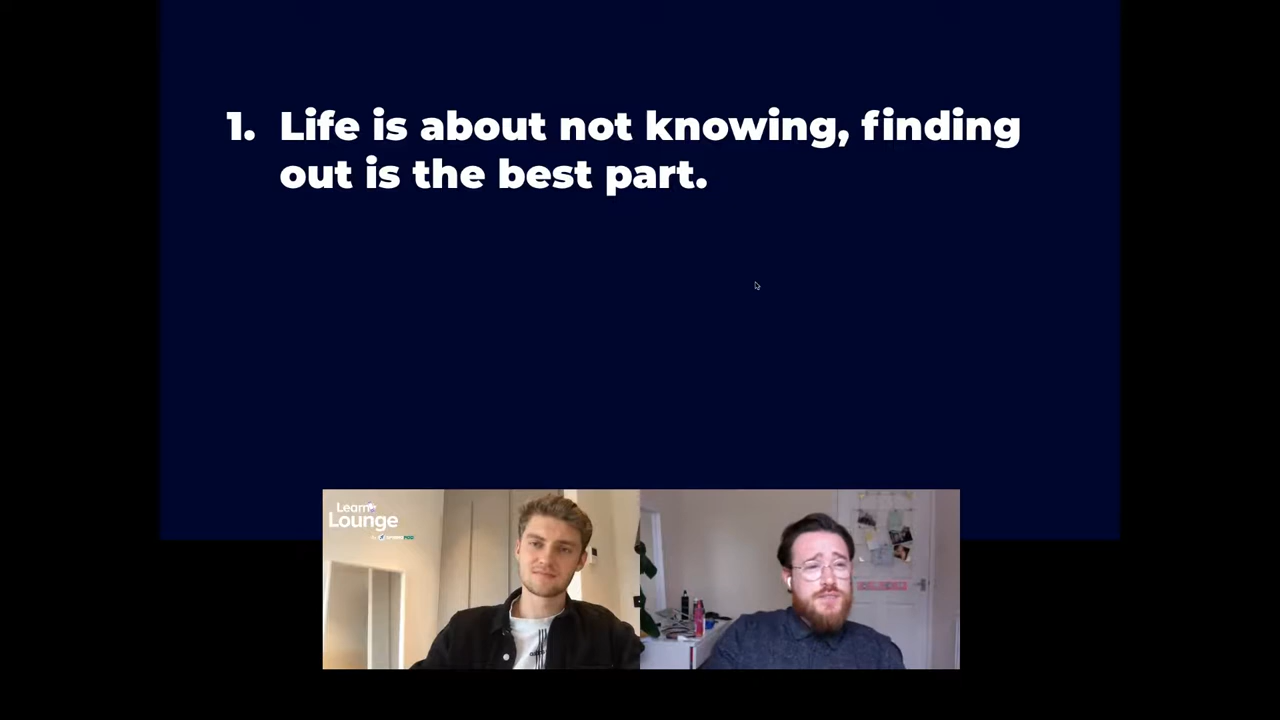 1. Life is about not knowing, finding
out is the best part.
Learn
Lounge